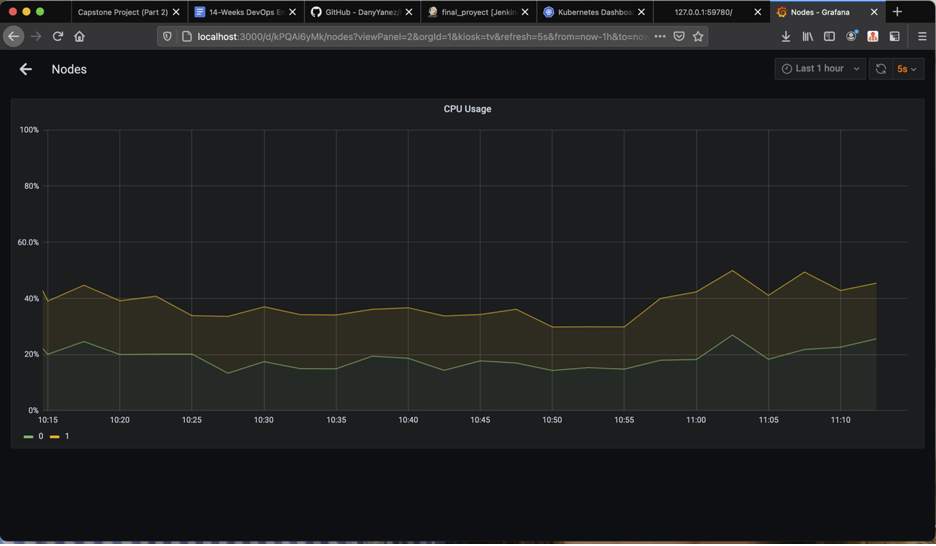 Capstone Project (Part 2)
14-Weeks DevOps En
GitHub - DanyYanez/
final_proyect [Jenkin
Kubernetes Dashboa
127.0.0.1:59780/
Nodes - Grafana
localhost:3000/d/kPQAi6yMk/nodes?viewPanel=2&orgId=1&kiosk=tv&refresh=5s&from=now-1h&to=nov
Nodes
Last 1 hour
5s
CPU Usage
100%
80%
60.0%
40%
20%
0%
10:15 10:20 10:25 10:30 10:35 10:40 10:45 10:50 10:55 11:00 11:05 11:10
0 1